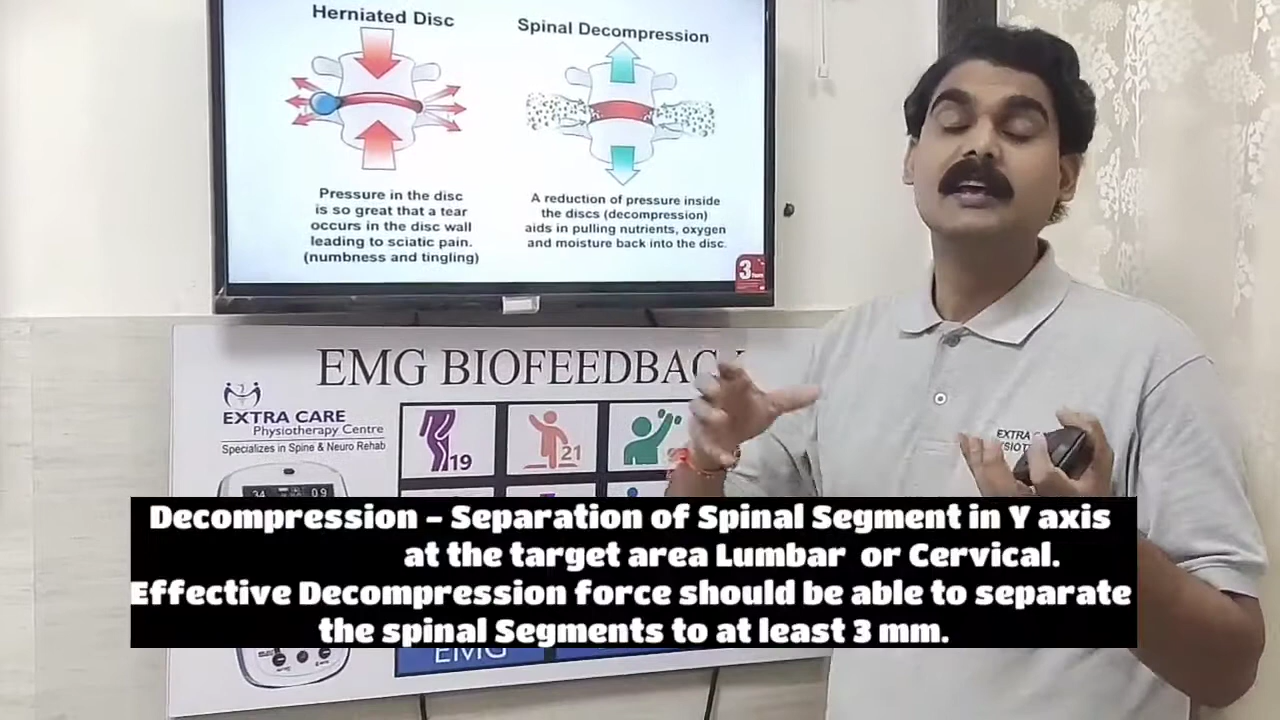 Herniated Disc
Pressure in the disc
is so great that a tear
occurs in the disc wall
leading to sciatic pain.
(numbness and tingling)
Spinal Decompression
A reduction of pressure inside
the discs (decompression)
aids in pulling nutrients, oxygen
and moisture back into the disc.
3
EMG BIOFEEDBAC
EXTRA CARE
Physiotherapy Centre
Specializes in Spine & Neuro Rehab
19
21
34 09
EXTRA
Decompression – Separation of Spinal Segment in Y axis
at the target area Lumbar or Cervical.
Effective Decompression force should be able to separate
the spinal Segments to at least 3 mm.
EMG